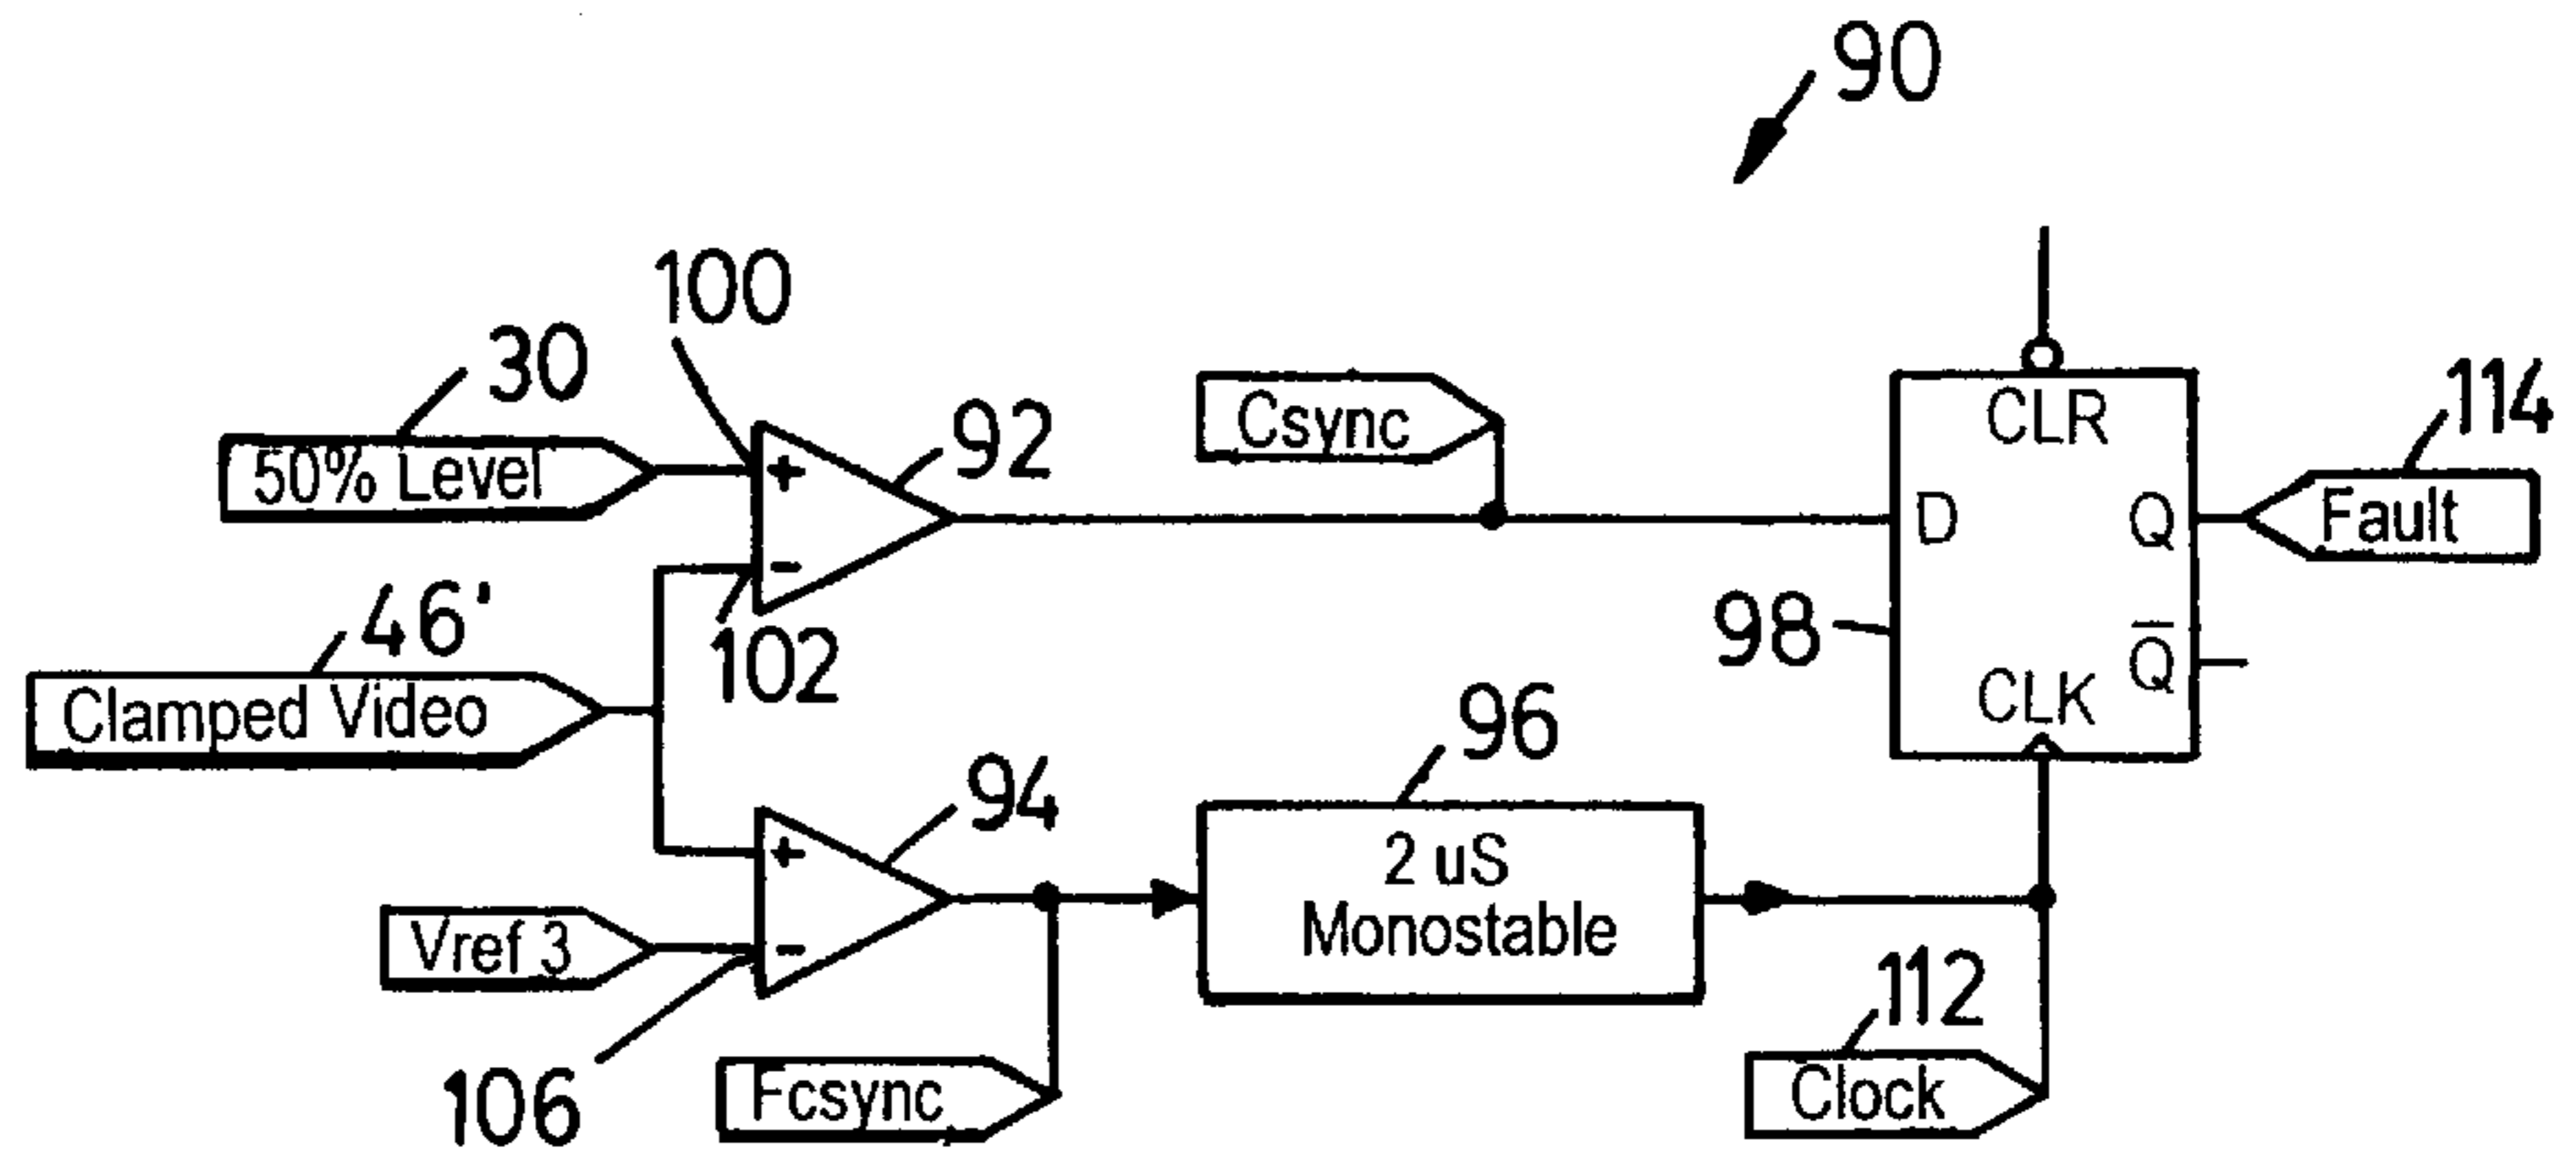 90
100
30
50% Level
+
92
-
102
Csync
CLR
D
Q
98
Q̅
CLK
114
Fault
46'
Clamped Video
94
+
Vref 3
-
106
Fcsync
96
2 uS
Monostable
112
Clock